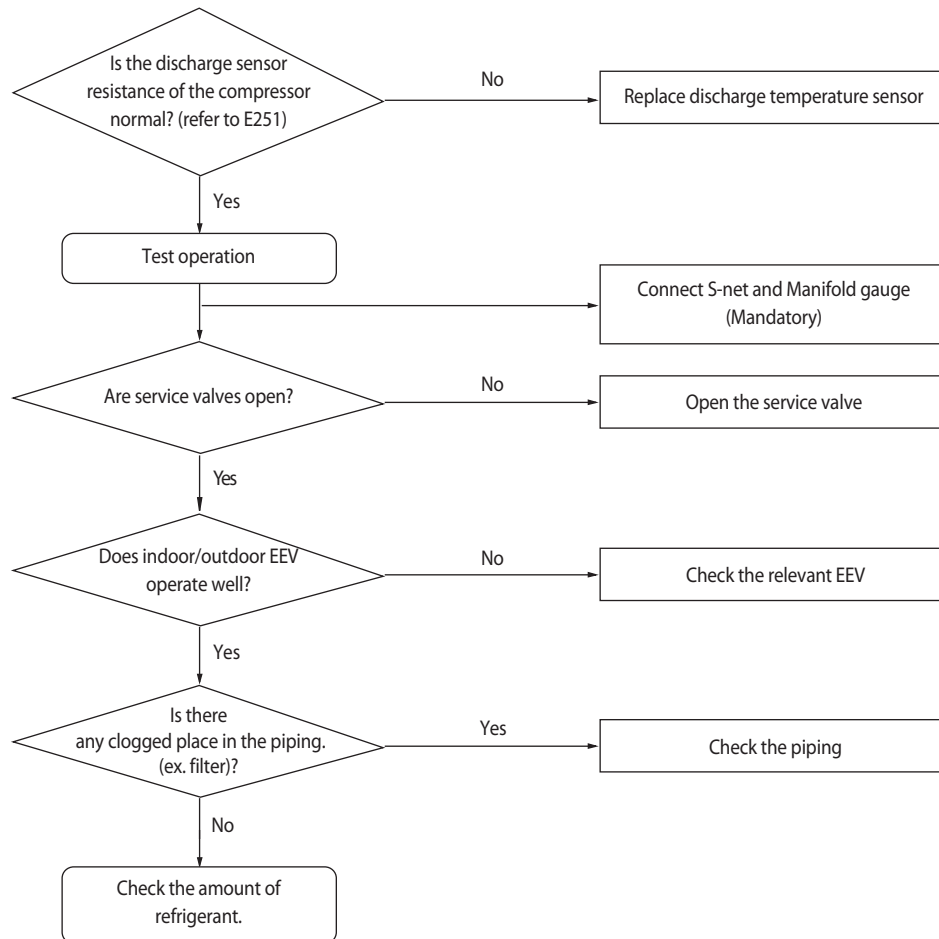 Is the discharge sensor
resistance of the compressor
normal? (refer to E251)
No
Replace discharge temperature sensor
Yes
Test operation
Connect S-net and Manifold gauge
(Mandatory)
Are service valves open?
No
Open the service valve
Yes
Does indoor/outdoor EEV
operate well?
No
Check the relevant EEV
Yes
Is there
any clogged place in the piping.
(ex. filter)?
Yes
Check the piping
No
Check the amount of
refrigerant.